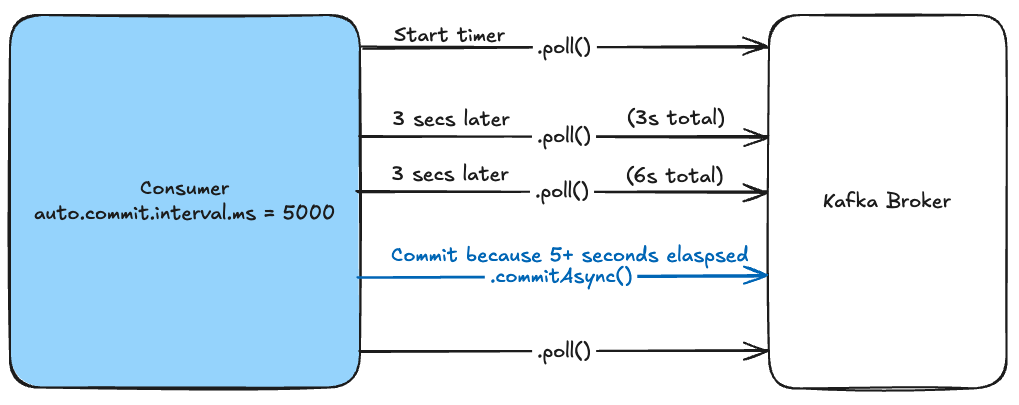 Start timer
.poll()
3 secs later
.poll()
(3s total)
3 secs later
.poll()
(6s total)
Consumer
auto.commit.interval.ms = 5000
Kafka Broker
Commit because 5+ seconds elaspsed
.commitAsync()
.poll()